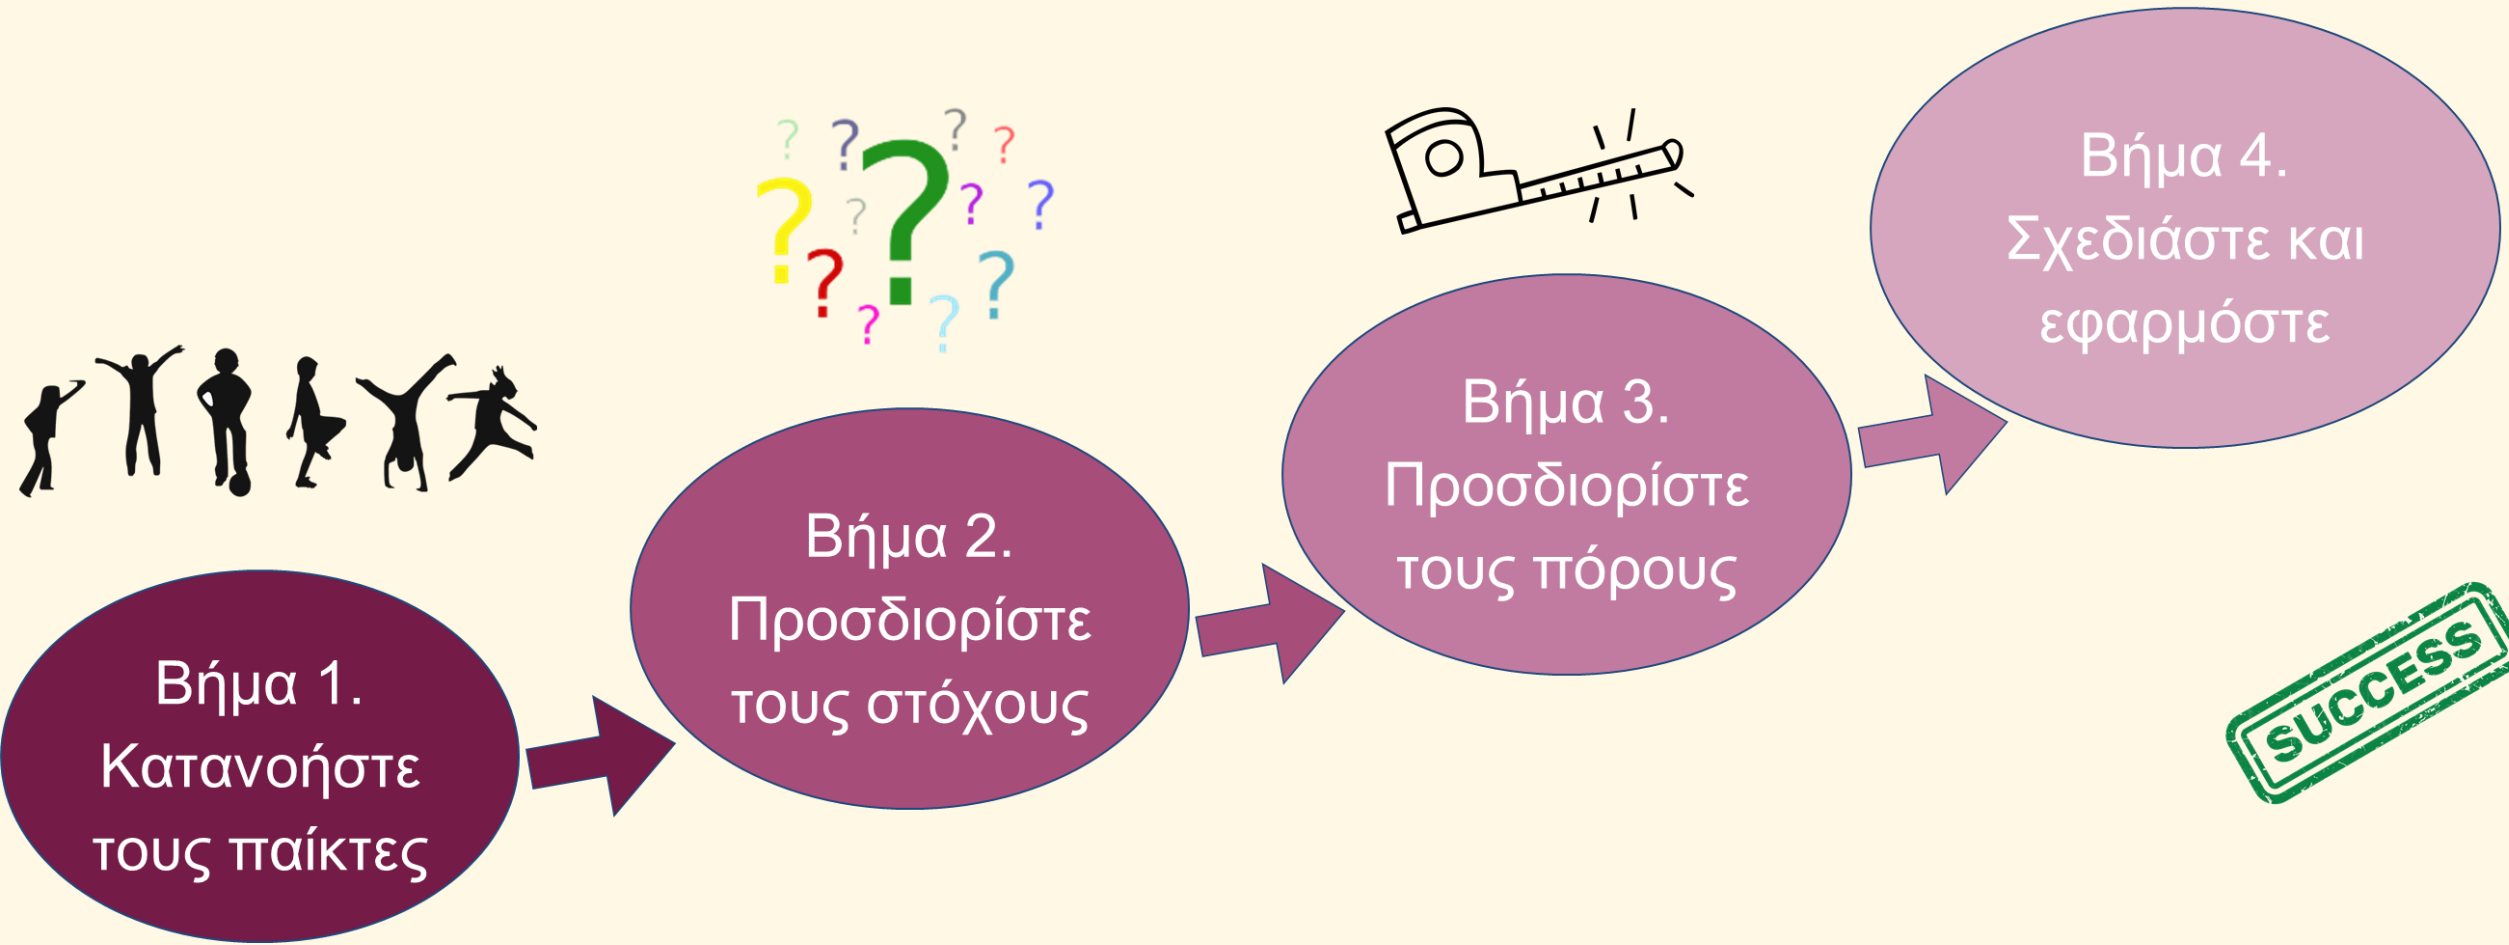 Βήμα 1.
Κατανοήστε
τους παίκτες
Βήμα 2.
Προσδιορίστε
τους στόχους
Βήμα 3.
Προσδιορίστε
τους πόρους
Βήμα 4.
Σχεδιάστε και
εφαρμόστε
SUCCESS